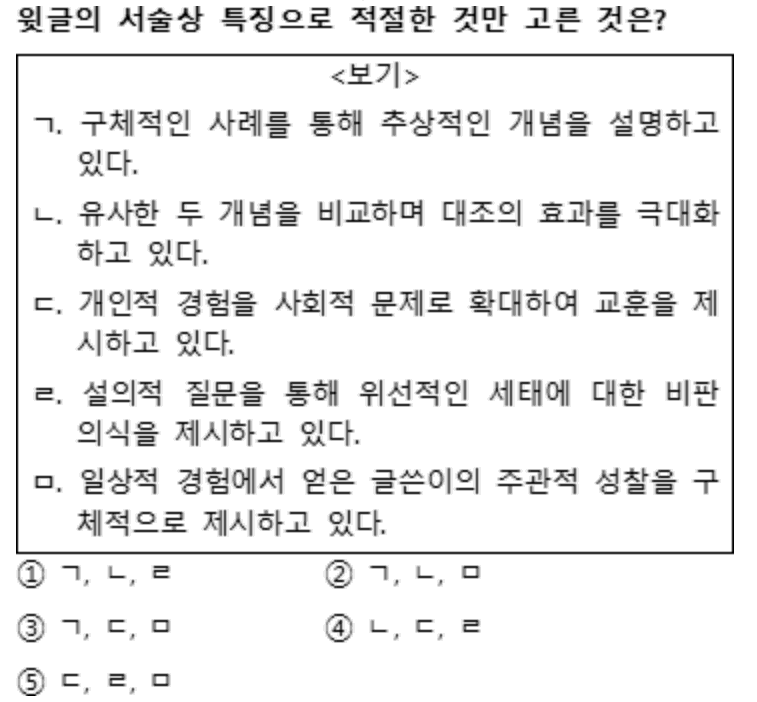 윗글의 서술상 특징으로 적절한 것만 고른 것은?
<보기>
ㄱ. 구체적인 사례를 통해 추상적인 개념을 설명하고
있다.
ㄴ. 유사한 두 개념을 비교하며 대조의 효과를 극대화
하고 있다.
ㄷ. 개인적 경험을 사회적 문제로 확대하여 교훈을 제
시하고 있다.
ㄹ. 설의적 질문을 통해 위선적인 세태에 대한 비판
의식을 제시하고 있다.
ㅁ. 일상적 경험에서 얻은 글쓴이의 주관적 성찰을 구
체적으로 제시하고 있다.
① ㄱ, ㄴ, ㄹ ② ㄱ, ㄴ, ㅁ
③ ㄱ, ㄷ, ㅁ ④ ㄴ, ㄷ, ㄹ
⑤ ㄷ, ㄹ, ㅁ